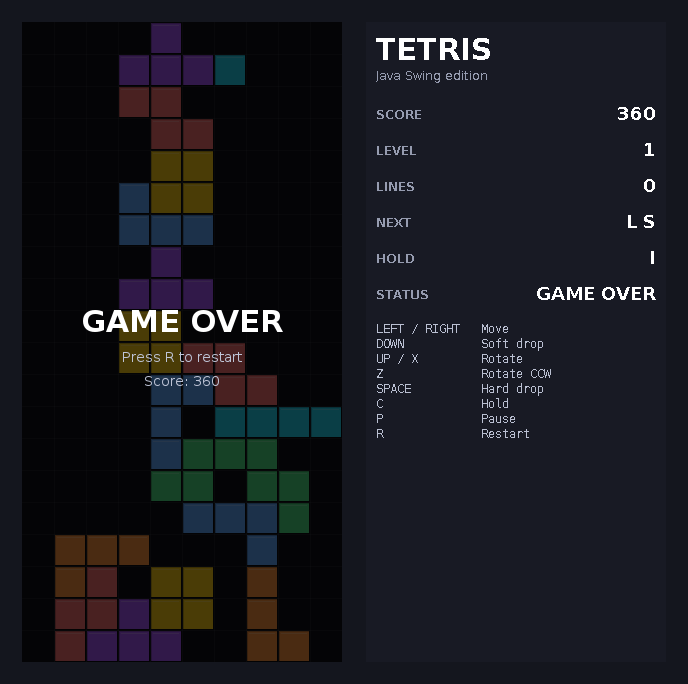 TETRIS
Java Swing edition
SCORE 360
LEVEL 1
LINES 0
NEXT L S
HOLD I
STATUS GAME OVER
LEFT / RIGHT Move
DOWN Soft drop
UP / X Rotate
Z Rotate CCW
SPACE Hard drop
C Hold
P Pause
R Restart
GAME OVER
Press R to restart
Score: 360